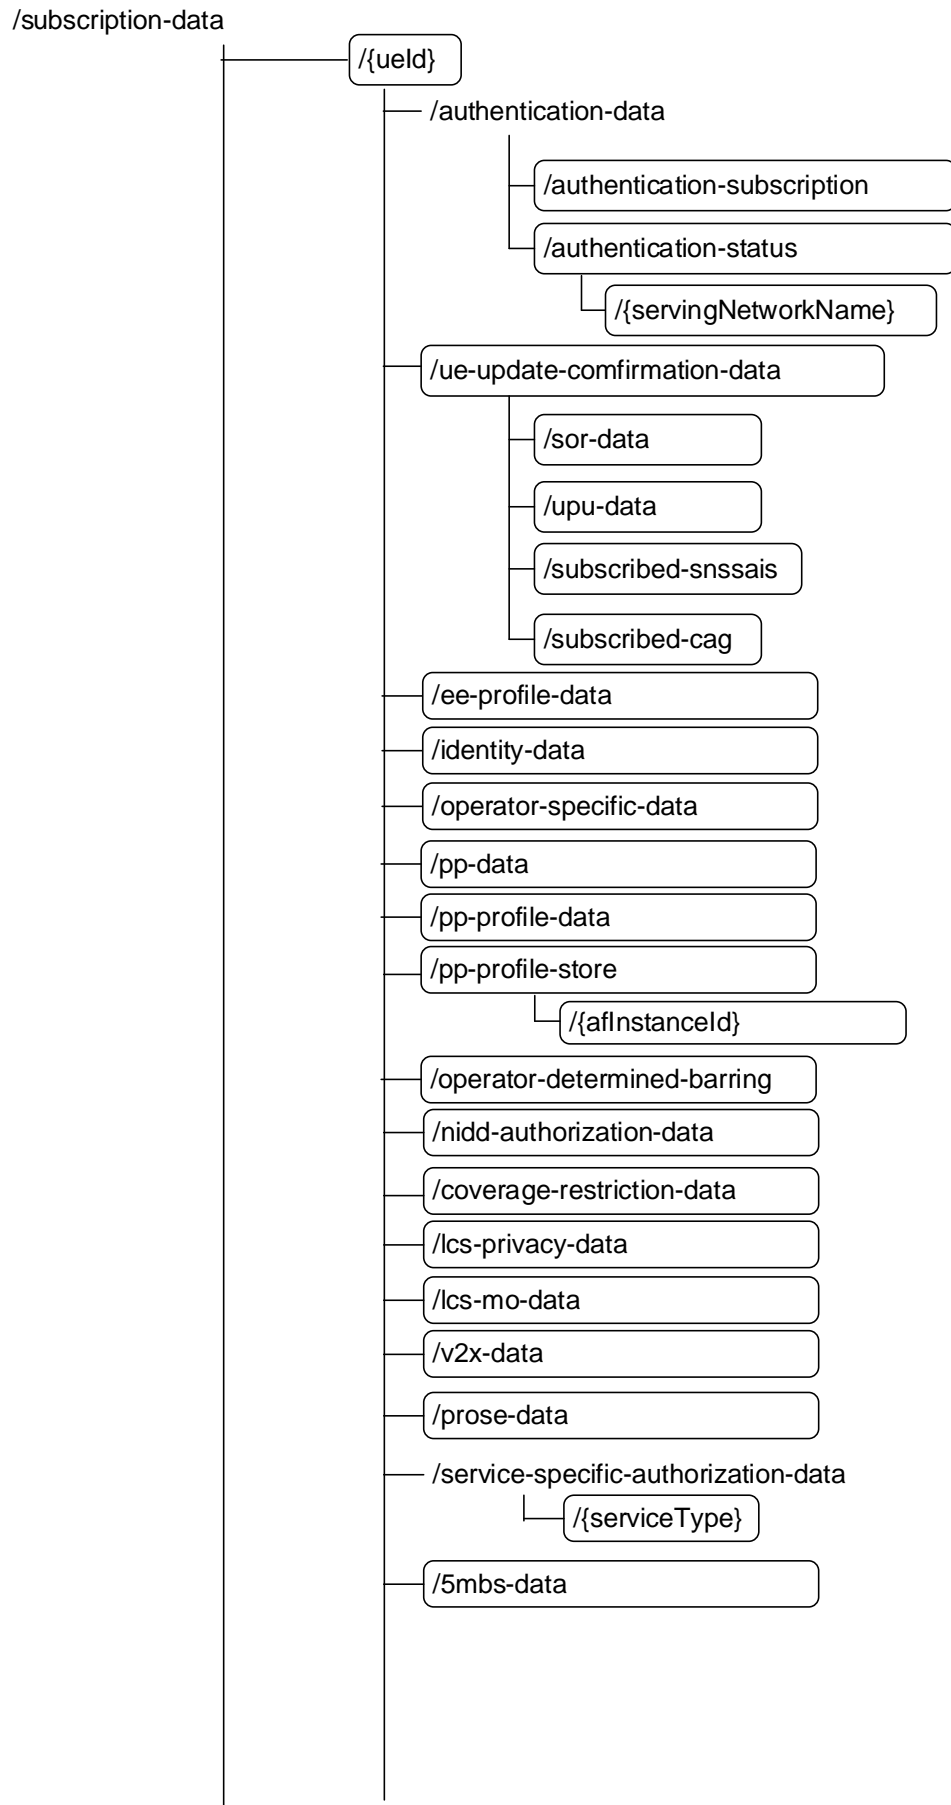 /subscription-data
/{ueId}
/authentication-data
/authentication-subscription
/authentication-status
/{servingNetworkName}
/ue-update-comfirmation-data
/sor-data
/upu-data
/subscribed-snssais
/subscribed-cag
/ee-profile-data
/identity-data
/operator-specific-data
/pp-data
/pp-profile-data
/pp-profile-store
/{afInstanceId}
/operator-determined-barring
/nidd-authorization-data
/coverage-restriction-data
/lcs-privacy-data
/lcs-mo-data
/v2x-data
/prose-data
/service-specific-authorization-data
/{serviceType}
/5mbs-data